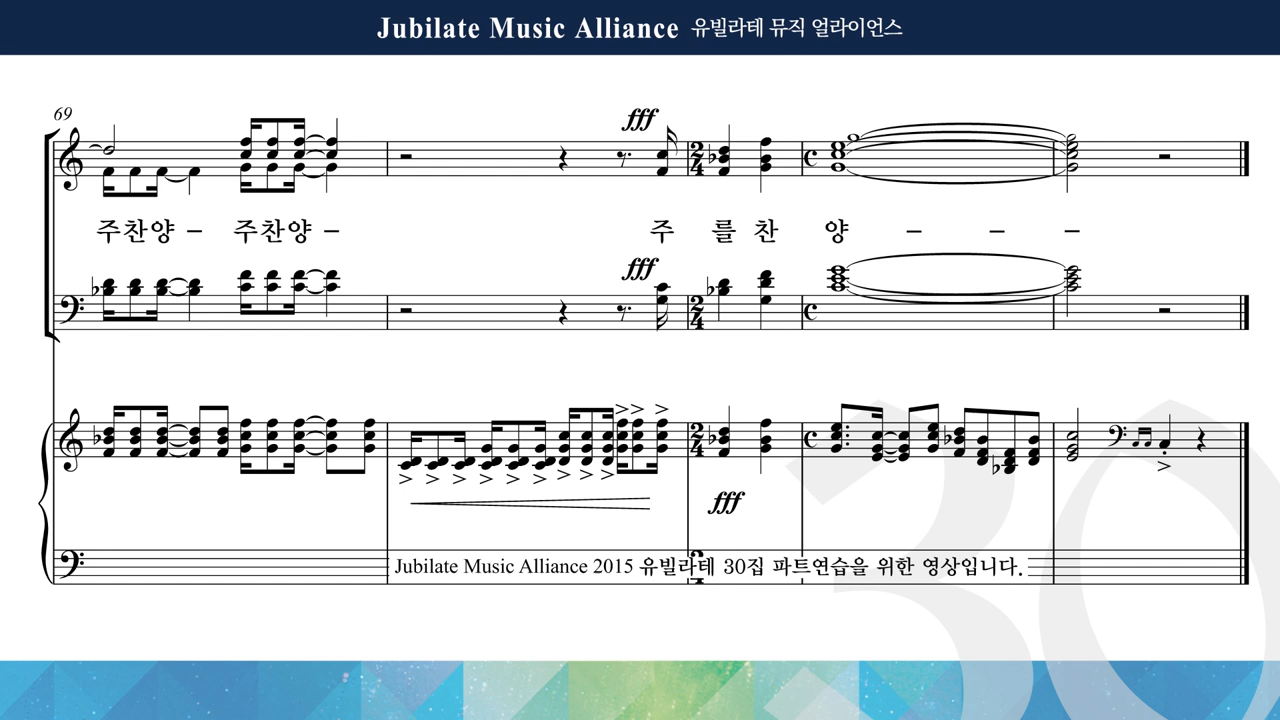 Jubilate Music Alliance 유빌라테 뮤직 얼라이언스
69
fff
주찬양 – 주찬양 – 주 를 찬 양 – – –
fff
fff
Jubilate Music Alliance 2015 유빌라테 30집 파트연습을 위한 영상입니다.
30